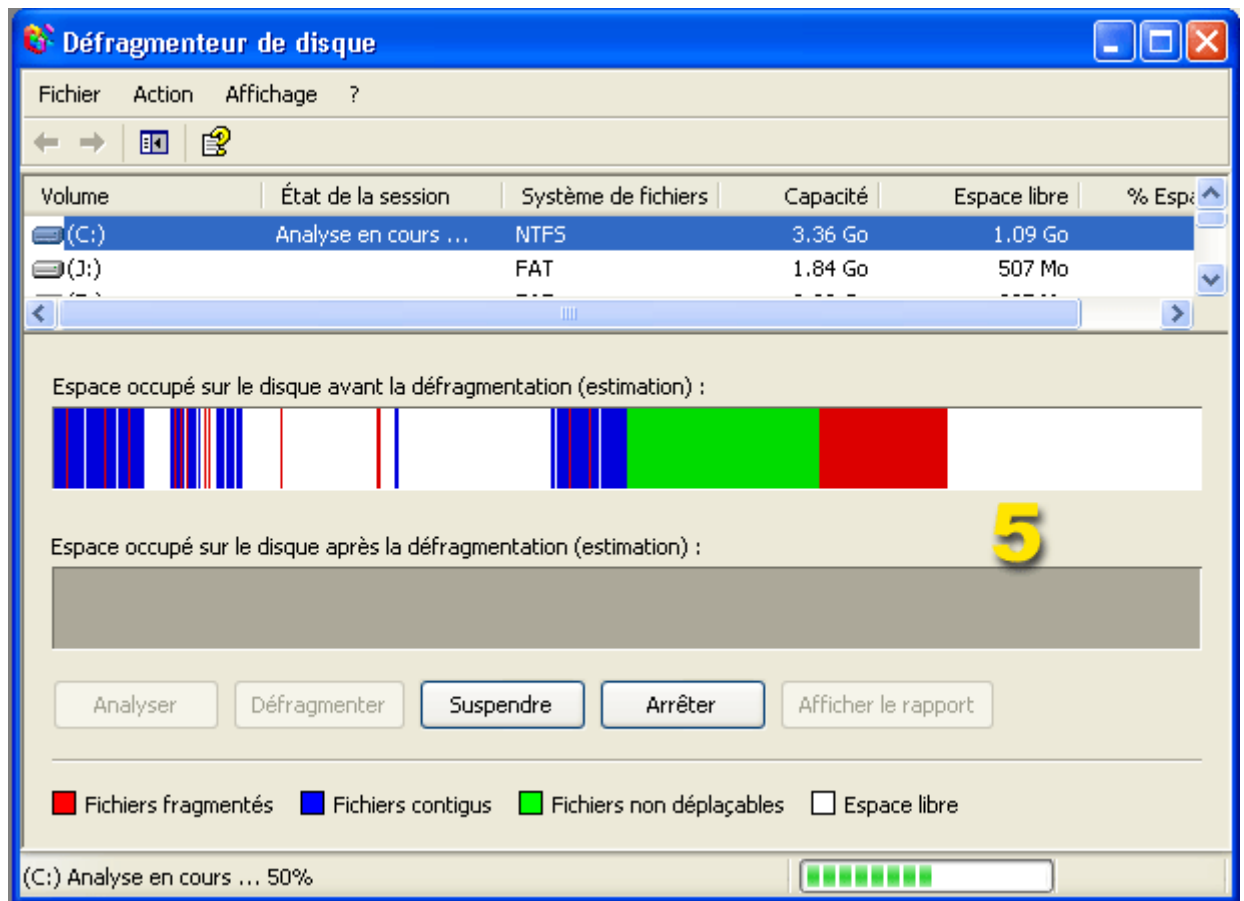 Défragmenteur de disque
Fichier Action Affichage ?
Volume État de la session Système de fichiers Capacité Espace libre % Espa
(C:) Analyse en cours ... NTFS 3.36 Go 1.09 Go
(J:) FAT 1.84 Go 507 Mo
Espace occupé sur le disque avant la défragmentation (estimation) :
5
Espace occupé sur le disque après la défragmentation (estimation) :
Analyser Défragmenter Suspendre Arrêter Afficher le rapport
Fichiers fragmentés Fichiers contigus Fichiers non déplaçables Espace libre
(C:) Analyse en cours ... 50%